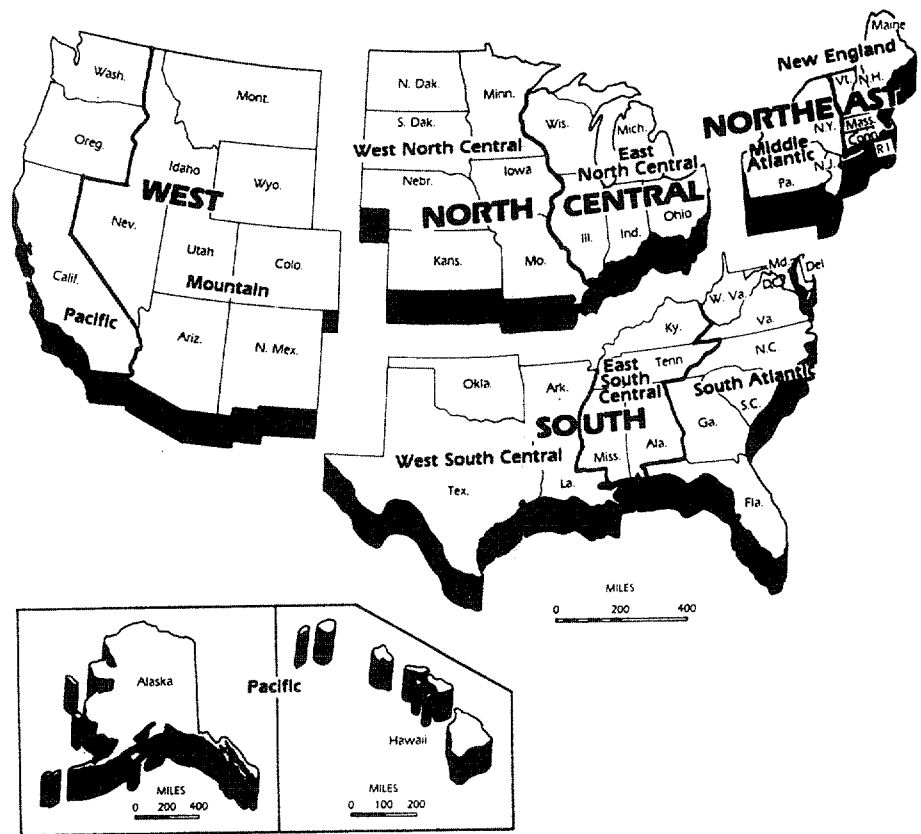 WEST
Wash.
Oreg.
Calif.
Pacific
Mont.
Idaho
Wyo.
Nev.
Utah
Colo.
Mountain
Ariz.
N. Mex.
NORTH CENTRAL
N. Dak.
S. Dak.
Minn.
West North Central
Nebr.
Iowa
Kans.
Mo.
Wis.
Mich.
East
North Central
Ill.
Ind.
Ohio
NORTHEAST
Maine
New England
Vt.
N.H.
Mass.
Conn
R I.
N.Y.
Middle
Atlantic
N.J.
Pa.
SOUTH
Md.
Del
D.C.
W. Va.
Va.
N.C
South Atlantic
S.C.
Ga.
Fla.
Ky.
Tenn
East
South
Central
Miss.
Ala.
Okla.
Ark.
West South Central
Tex.
La.
MILES
0 200 400
Alaska
Pacific
MILES
0 200 400
Hawaii
MILES
0 100 200